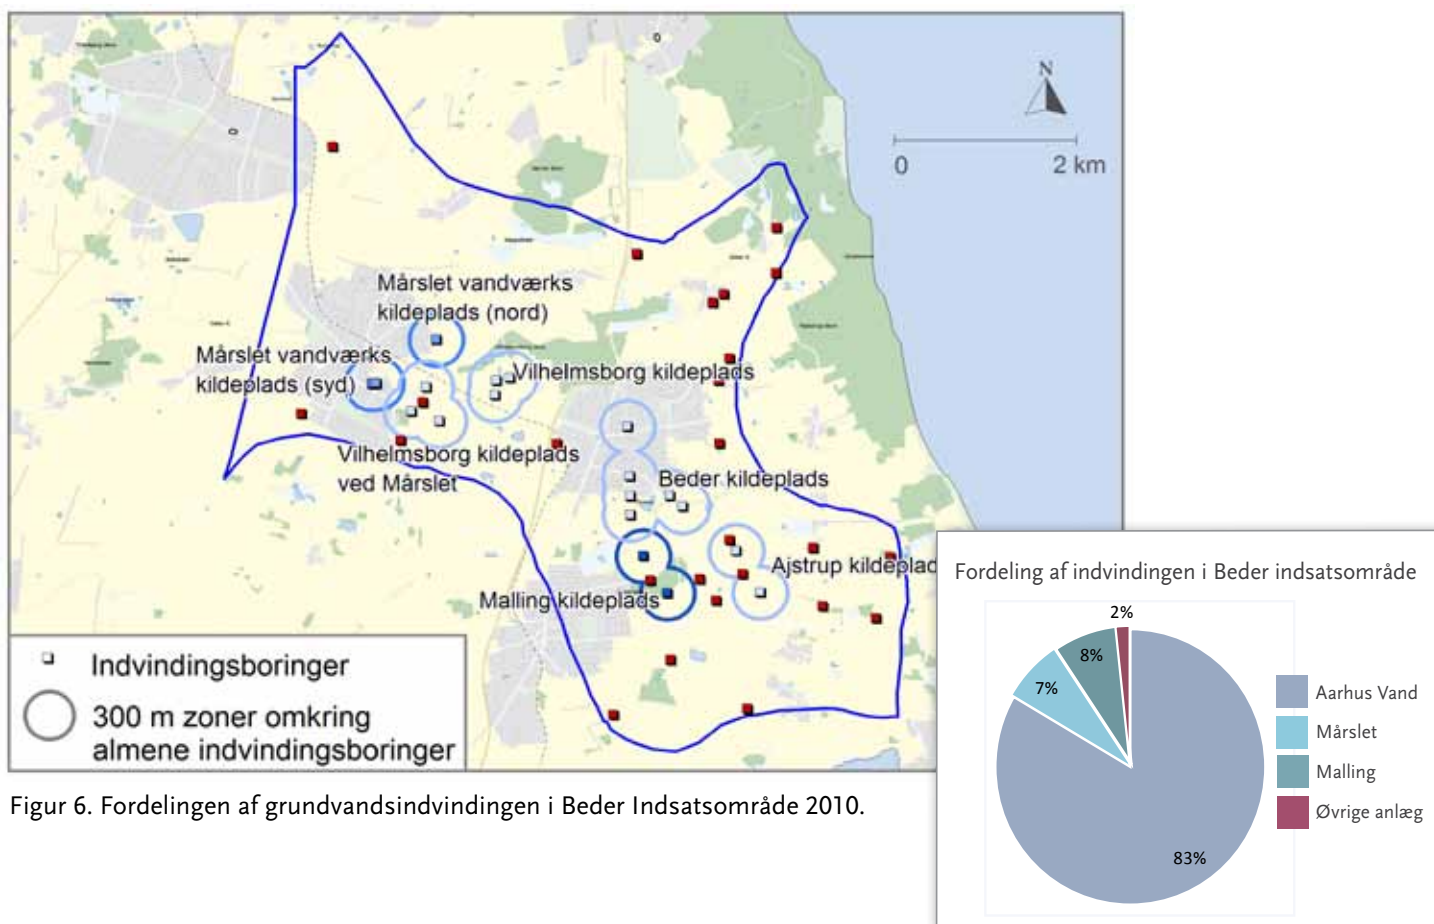 N
0
2 km
Mårslet vandværks
kildeplads (nord)
Mårslet vandværks
kildeplads (syd)
Vilhelmsborg kildeplads
Vilhelmsborg kildeplads
ved Mårslet
Beder kildeplads
Ajstrup kildeplad
Malling kildeplads
Indvindingsboringer
300 m zoner omkring
almene indvindingsboringer
Fordeling af indvindingen i Beder indsatsområde
2%
8%
7%
83%
Aarhus Vand
Mårslet
Malling
Øvrige anlæg
Figur 6. Fordelingen af grundvandsindvindingen i Beder Indsatsområde 2010.